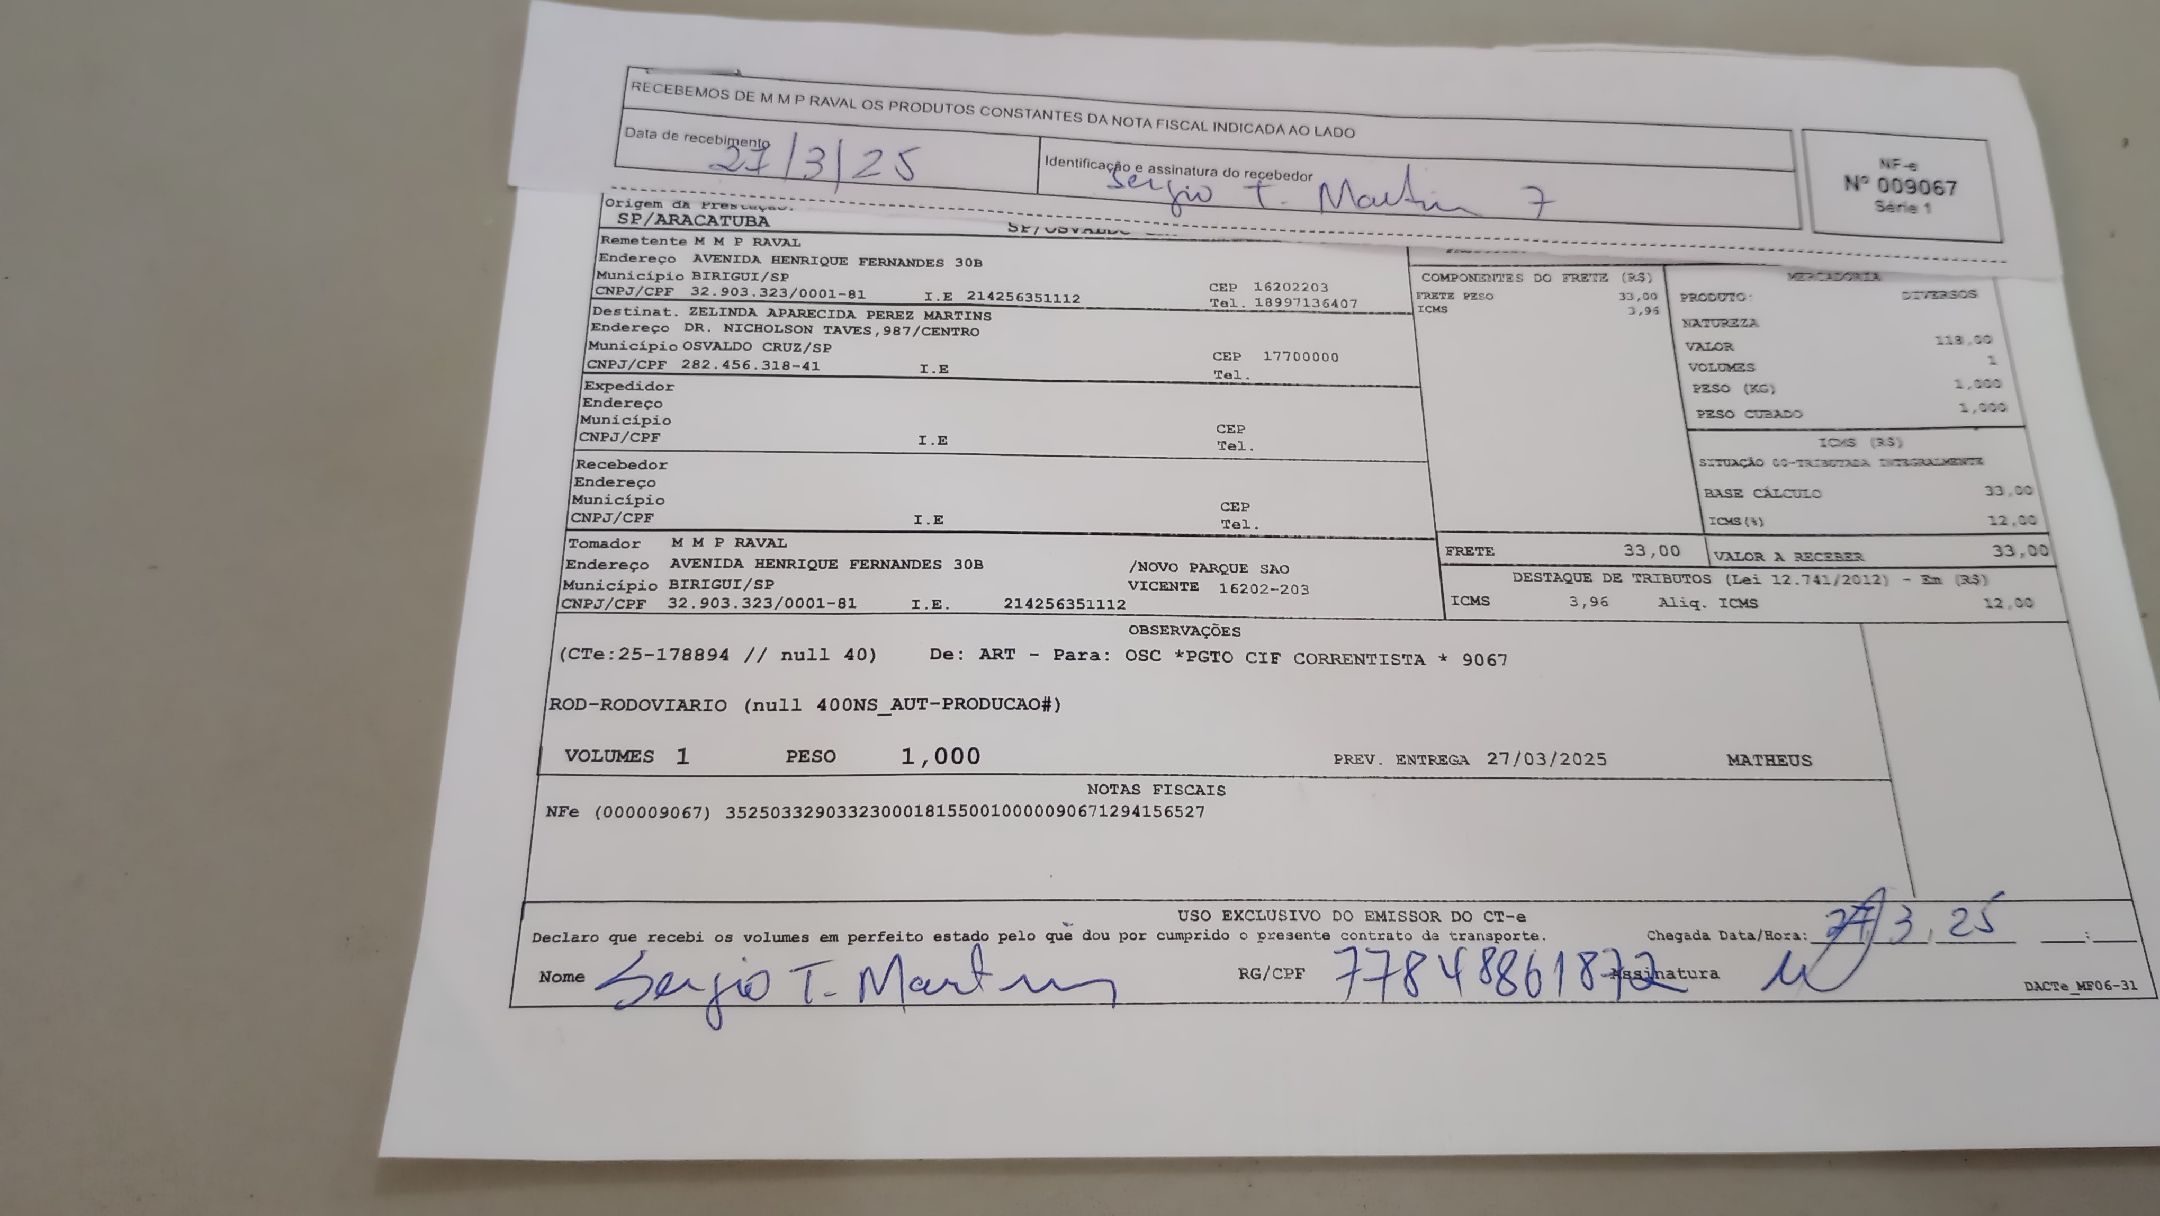 RECEBEMOS DE M M P RAVAL OS PRODUTOS CONSTANTES DA NOTA FISCAL INDICADA AO LADO
Data de recebimento
27/3/25
Identificação e assinatura do recebedor
Sergio T. Martins
NF-e
Nº 009067
Série 1
Origem da Prestação.
SP/ARACATUBA
Remetente M M P RAVAL
Endereço AVENIDA HENRIQUE FERNANDES 30B
Município BIRIGUI/SP CEP 16202203
CNPJ/CPF 32.903.323/0001-81 I.E 214256351112 Tel. 18997136407
Destinat. ZELINDA APARECIDA PEREZ MARTINS
Endereço DR. NICHOLSON TAVES,987/CENTRO
Município OSVALDO CRUZ/SP CEP 17700000
CNPJ/CPF 282.456.318-41 I.E Tel.
Expedidor
Endereço
Município CEP
CNPJ/CPF I.E Tel.
Recebedor
Endereço
Município CEP
CNPJ/CPF I.E Tel.
Tomador M M P RAVAL
Endereço AVENIDA HENRIQUE FERNANDES 30B /NOVO PARQUE SAO
Município BIRIGUI/SP VICENTE 16202-203
CNPJ/CPF 32.903.323/0001-81 I.E. 214256351112
COMPONENTES DO FRETE (R$)
FRETE PESO 33,00
ICMS 3,96
MERCADORIA
PRODUTO: DIVERSOS
NATUREZA
VALOR 118,00
VOLUMES 1
PESO (KG) 1,000
PESO CUBADO 1,000
ICMS (R$)
SITUAÇÃO 00-TRIBUTADA INTEGRALMENTE
BASE CÁLCULO 33,00
ICMS(%) 12,00
FRETE 33,00 VALOR A RECEBER 33,00
DESTAQUE DE TRIBUTOS (Lei 12.741/2012) - Em (R$)
ICMS 3,96 Aliq. ICMS 12,00
OBSERVAÇÕES
(CTe:25-178894 // null 40) De: ART - Para: OSC *PGTO CIF CORRENTISTA * 9067
ROD-RODOVIARIO (null 400NS_AUT-PRODUCAO#)
VOLUMES 1 PESO 1,000 PREV. ENTREGA 27/03/2025 MATHEUS
NOTAS FISCAIS
NFe (000009067) 35250332903323000181550010000090671294156527
USO EXCLUSIVO DO EMISSOR DO CT-e
Declaro que recebi os volumes em perfeito estado pelo que dou por cumprido o presente contrato de transporte. Chegada Data/Hora: 27/3,25 __:__
Nome Sergio T. Martins RG/CPF 77848861872 Assinatura
DACTe_MF06-31